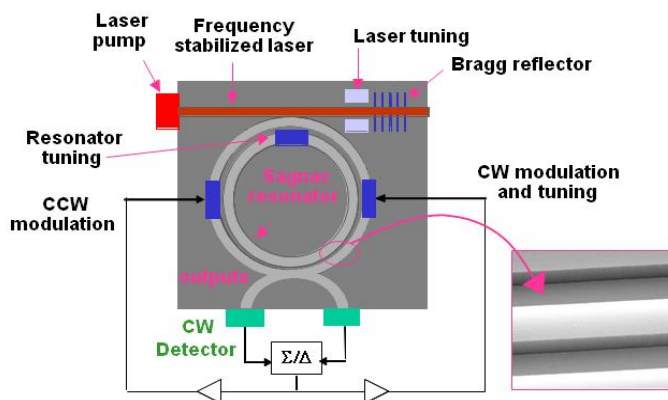 Laser
pump
Frequency
stabilized laser
Laser tuning
Bragg reflector
Resonator
tuning
Sagnac
resonator
CCW
modulation
CW modulation
and tuning
outputs
CW
Detector
Σ/Δ